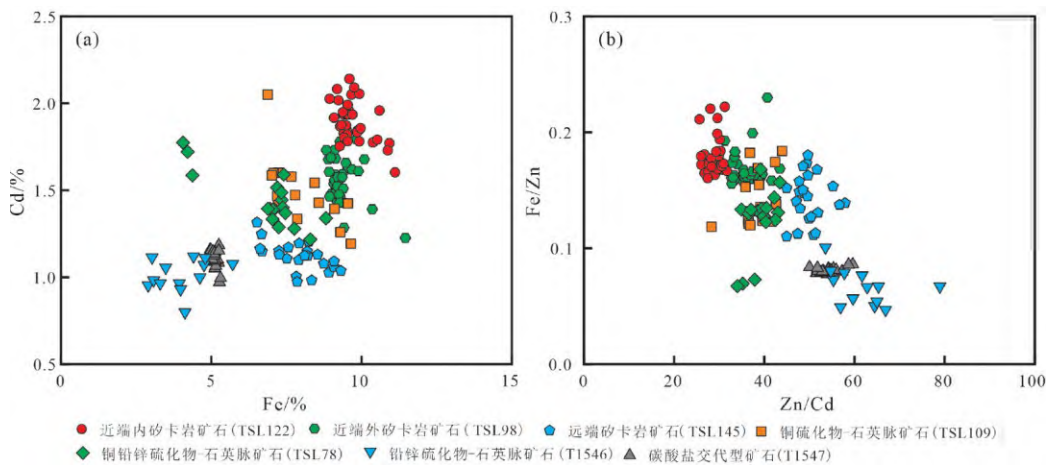 2.5
(a)
2.0
Cd/%
1.5
1.0
0.5
0
5
10
15
Fe/%
0.3
(b)
0.2
Fe/Zn
0.1
0.0
0
20
40
60
80
100
Zn/Cd
近端内矽卡岩矿石(TSL122) 近端外矽卡岩矿石(TSL98) 远端矽卡岩矿石(TSL145) 铜硫化物-石英脉矿石(TSL109)
铜铅锌硫化物-石英脉矿石(TSL78) 铅锌硫化物-石英脉矿石(T1546) 碳酸盐交代型矿石(T1547)